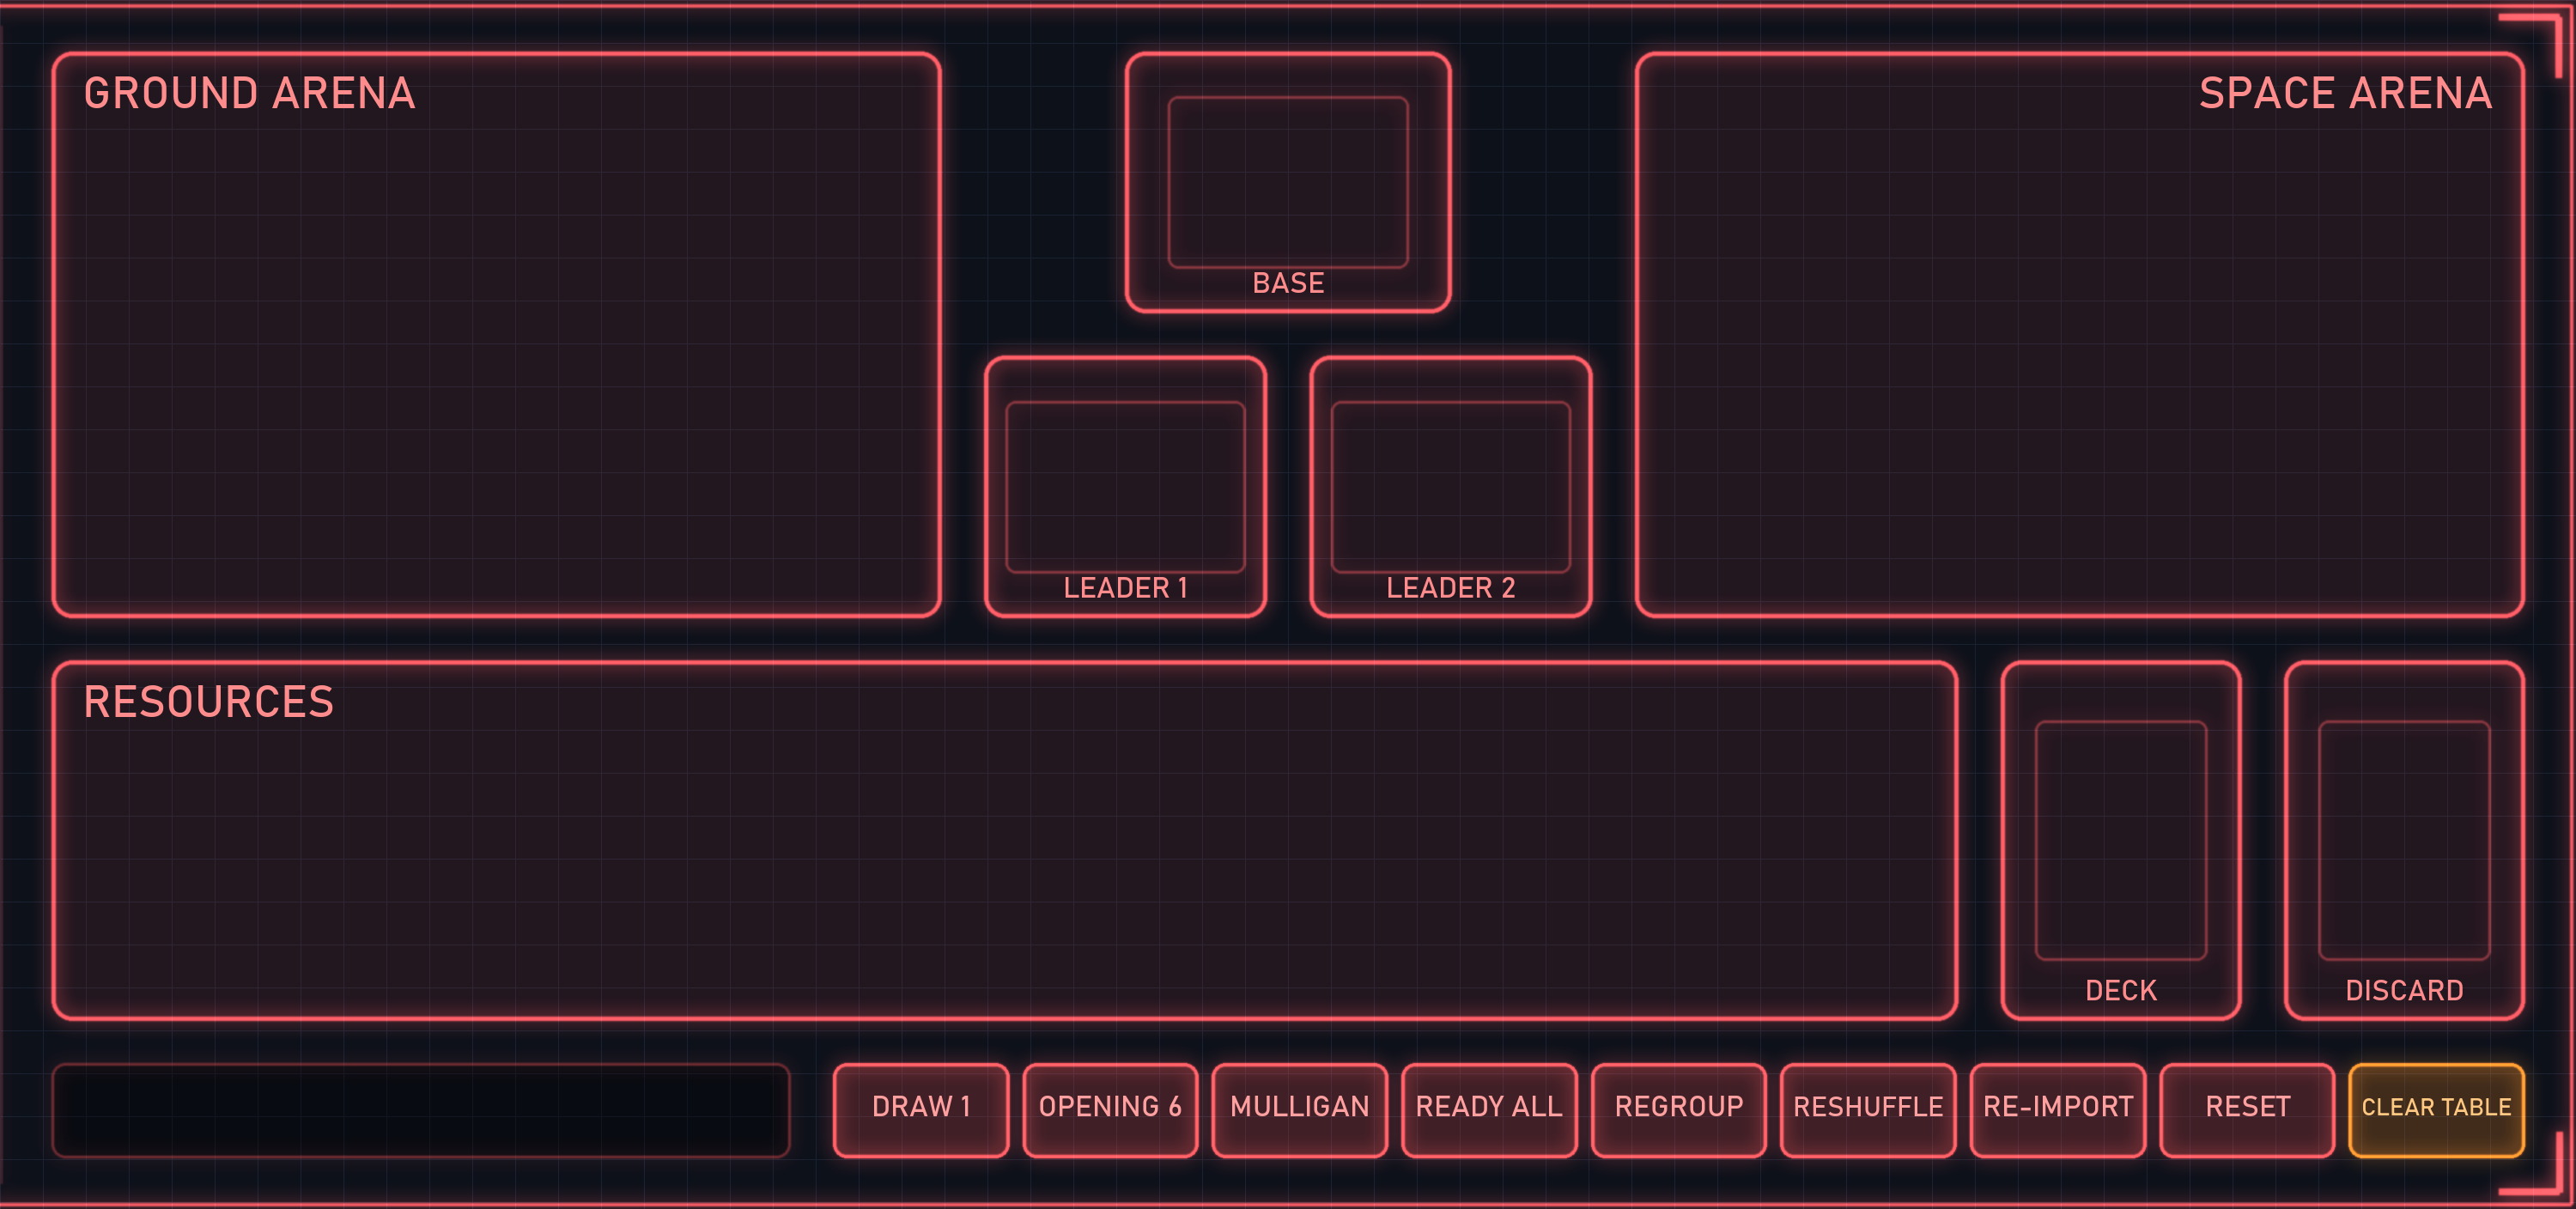 GROUND ARENA
SPACE ARENA
BASE
LEADER 1
LEADER 2
RESOURCES
DECK
DISCARD
DRAW 1
OPENING 6
MULLIGAN
READY ALL
REGROUP
RESHUFFLE
RE-IMPORT
RESET
CLEAR TABLE